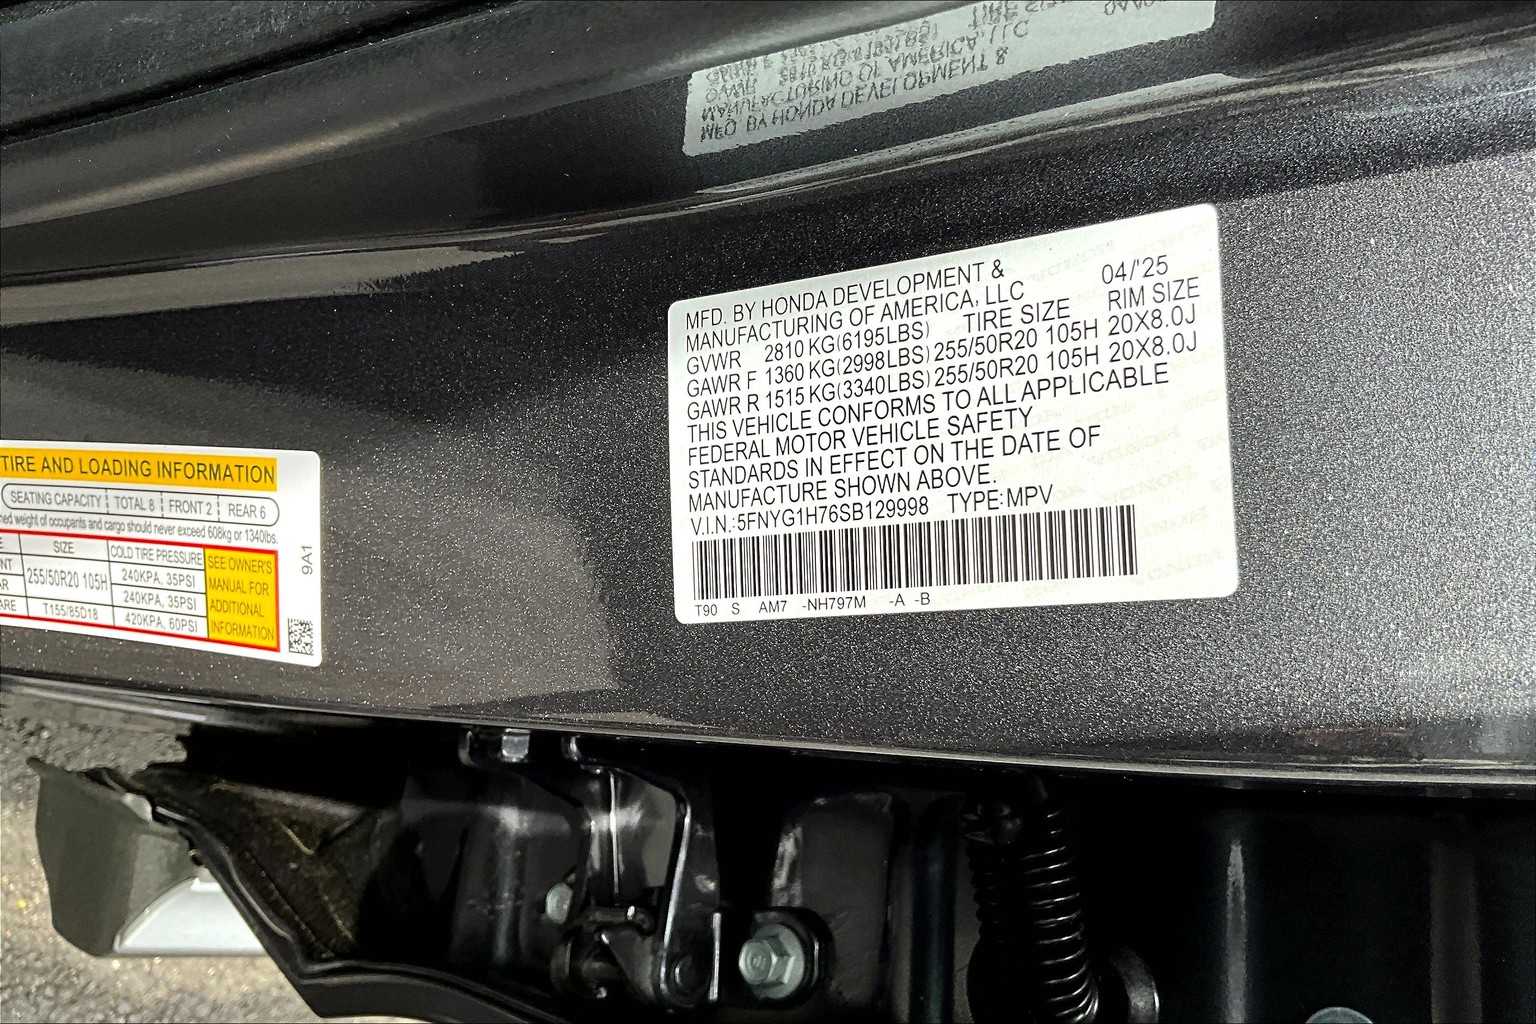 MFD. BY HONDA DEVELOPMENT &
MANUFACTURING OF AMERICA, LLC 04/'25
GVWR 2810 KG(6195LBS) TIRE SIZE RIM SIZE
GAWR F 1360 KG(2998LBS) 255/50R20 105H 20X8.0J
GAWR R 1515 KG(3340LBS) 255/50R20 105H 20X8.0J
THIS VEHICLE CONFORMS TO ALL APPLICABLE
FEDERAL MOTOR VEHICLE SAFETY
STANDARDS IN EFFECT ON THE DATE OF
MANUFACTURE SHOWN ABOVE.
V.I.N.:5FNYG1H76SB129998 TYPE:MPV
T90 S AM7 -NH797M -A -B
TIRE AND LOADING INFORMATION
SEATING CAPACITY TOTAL 8 FRONT 2 REAR 6
weight of occupants and cargo should never exceed 608kg or 1340lbs.
SIZE COLD TIRE PRESSURE SEE OWNER'S
255/50R20 105H 240KPA, 35PSI MANUAL FOR
240KPA, 35PSI ADDITIONAL
T155/85D18 420KPA, 60PSI INFORMATION
9A1